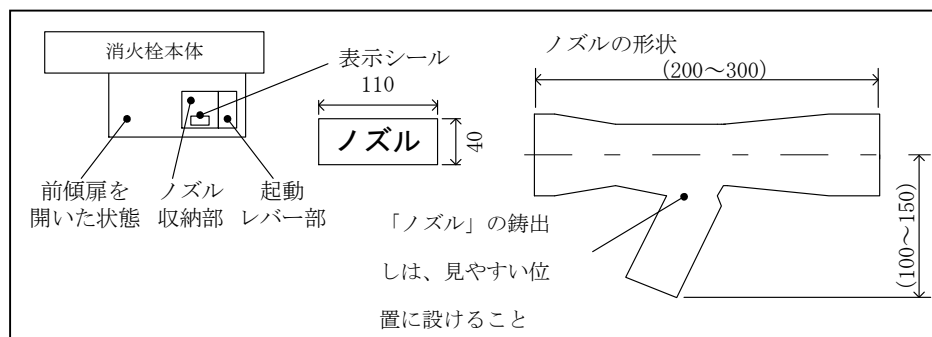 消火栓本体
表示シール
110
ノズル
40
前傾扉を
開いた状態
ノズル
収納部
起動
レバー部
ノズルの形状
(200～300)
(100～150)
「ノズル」の鋳出
しは、見やすい位
置に設けること